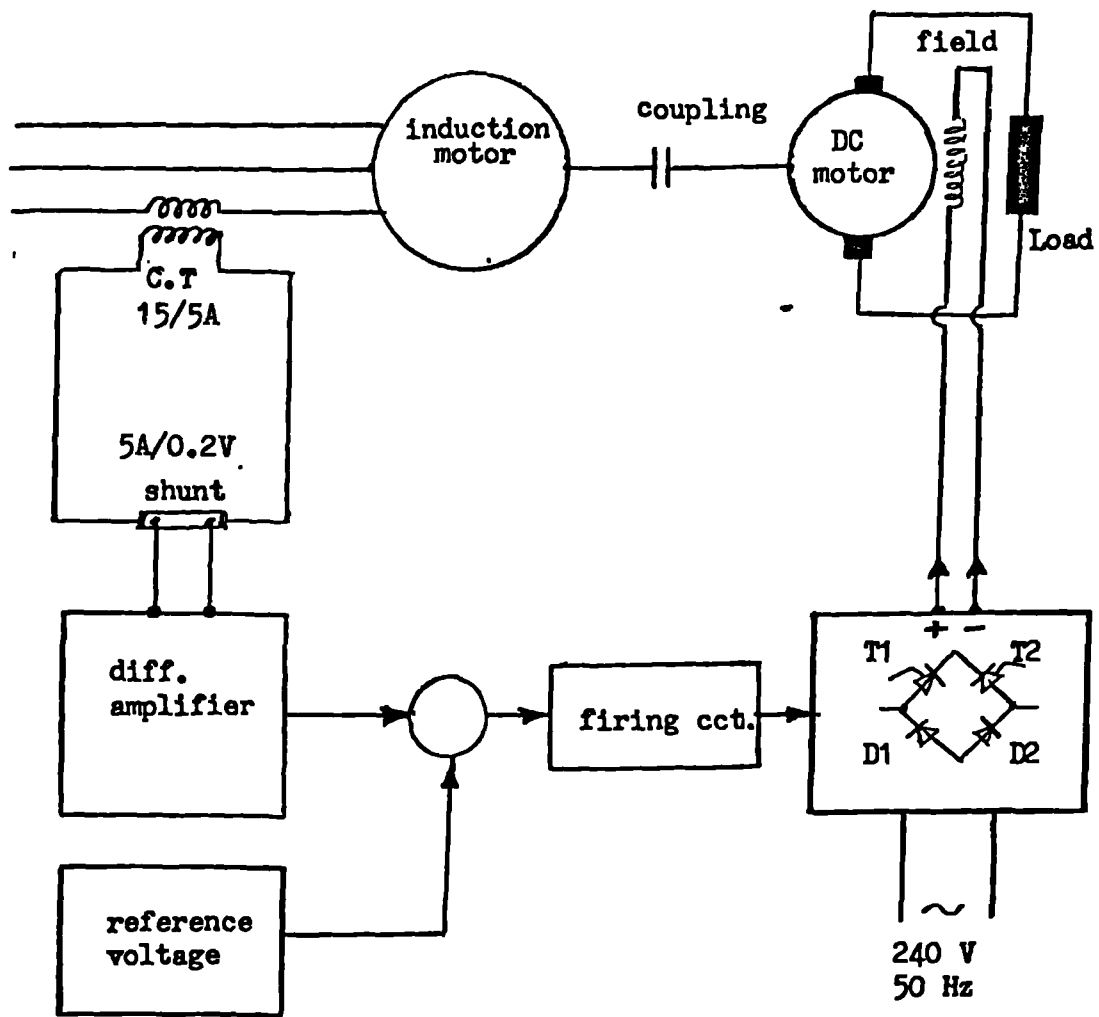 field
coupling
induction
motor
DC
motor
Load
C.T
15/5A
5A/0.2V
shunt
diff.
amplifier
firing cct.
+ -
T1 T2
D1 D2
reference
voltage
~
240 V
50 Hz